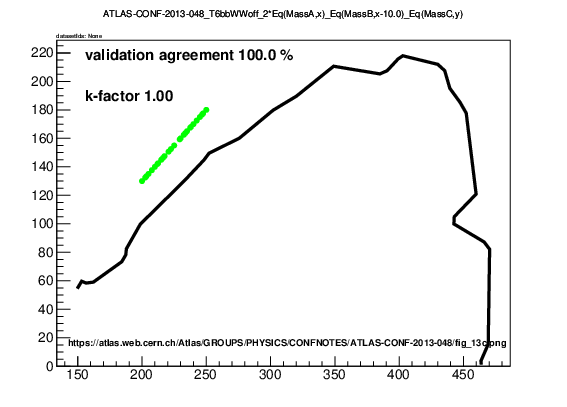 ATLAS-CONF-2013-048_T6bbWWoff_2*Eq(MassA,x)_Eq(MassB,x-10.0)_Eq(MassC,y)
datasetIds: None
validation agreement 100.0 %
k-factor 1.00
220
200
180
160
140
120
100
80
60
40
20
0
https://atlas.web.cern.ch/Atlas/GROUPS/PHYSICS/CONFNOTES/ATLAS-CONF-2013-048/fig_13c.png
150 200 250 300 350 400 450